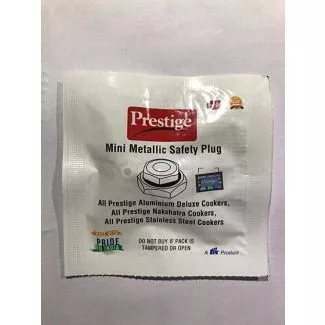 Prestige
Mini Metallic Safety Plug
All Prestige Aluminium Deluxe Cookers,
All Prestige Nakshatra Cookers,
All Prestige Stainless Steel Cookers
PRIDE
DO NOT BUY IF PACK IS
TAMPERED OR OPEN
A ttk Product